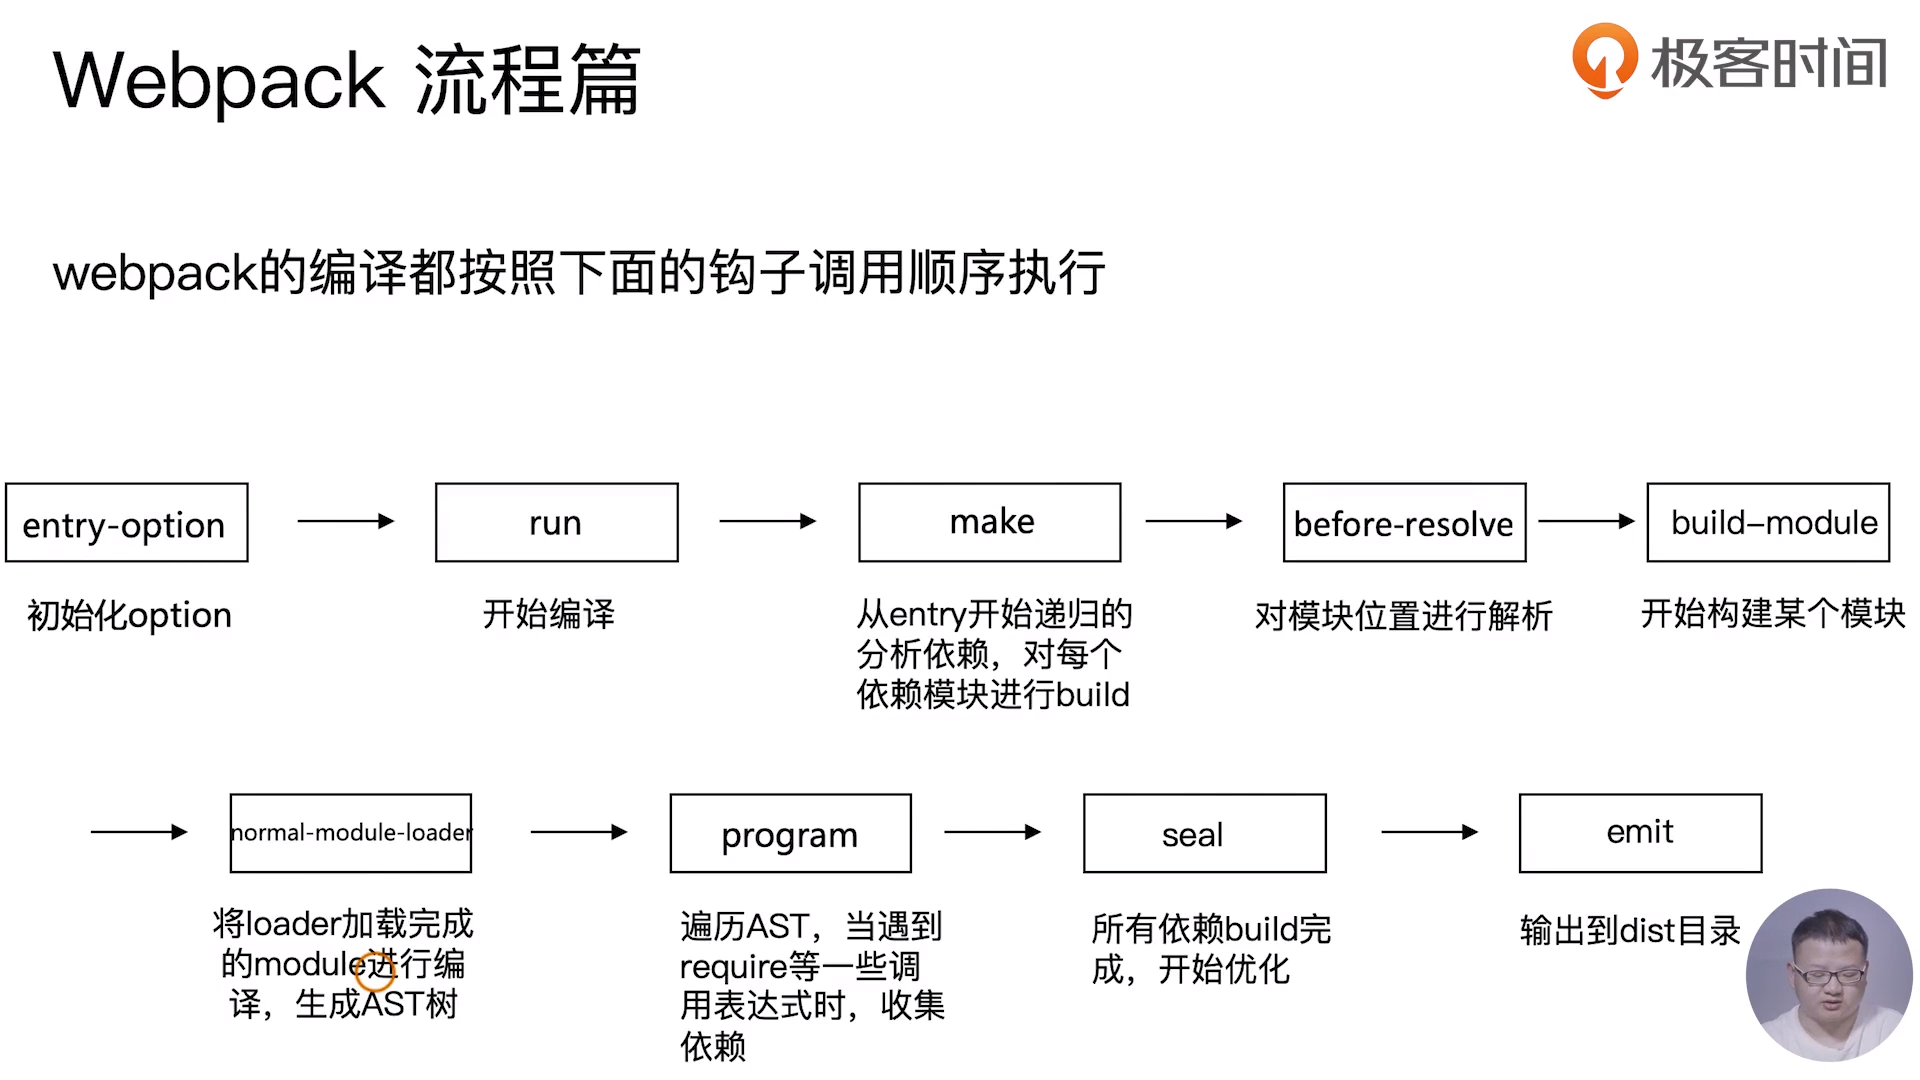 Webpack 流程篇
极客时间
webpack的编译都按照下面的钩子调用顺序执行
entry-option
run
make
before-resolve
build–module
初始化option
开始编译
从entry开始递归的
分析依赖，对每个
依赖模块进行build
对模块位置进行解析
开始构建某个模块
normal-module-loader
program
seal
emit
将loader加载完成
的module进行编
译，生成AST树
遍历AST，当遇到
require等一些调
用表达式时，收集
依赖
所有依赖build完
成，开始优化
输出到dist目录